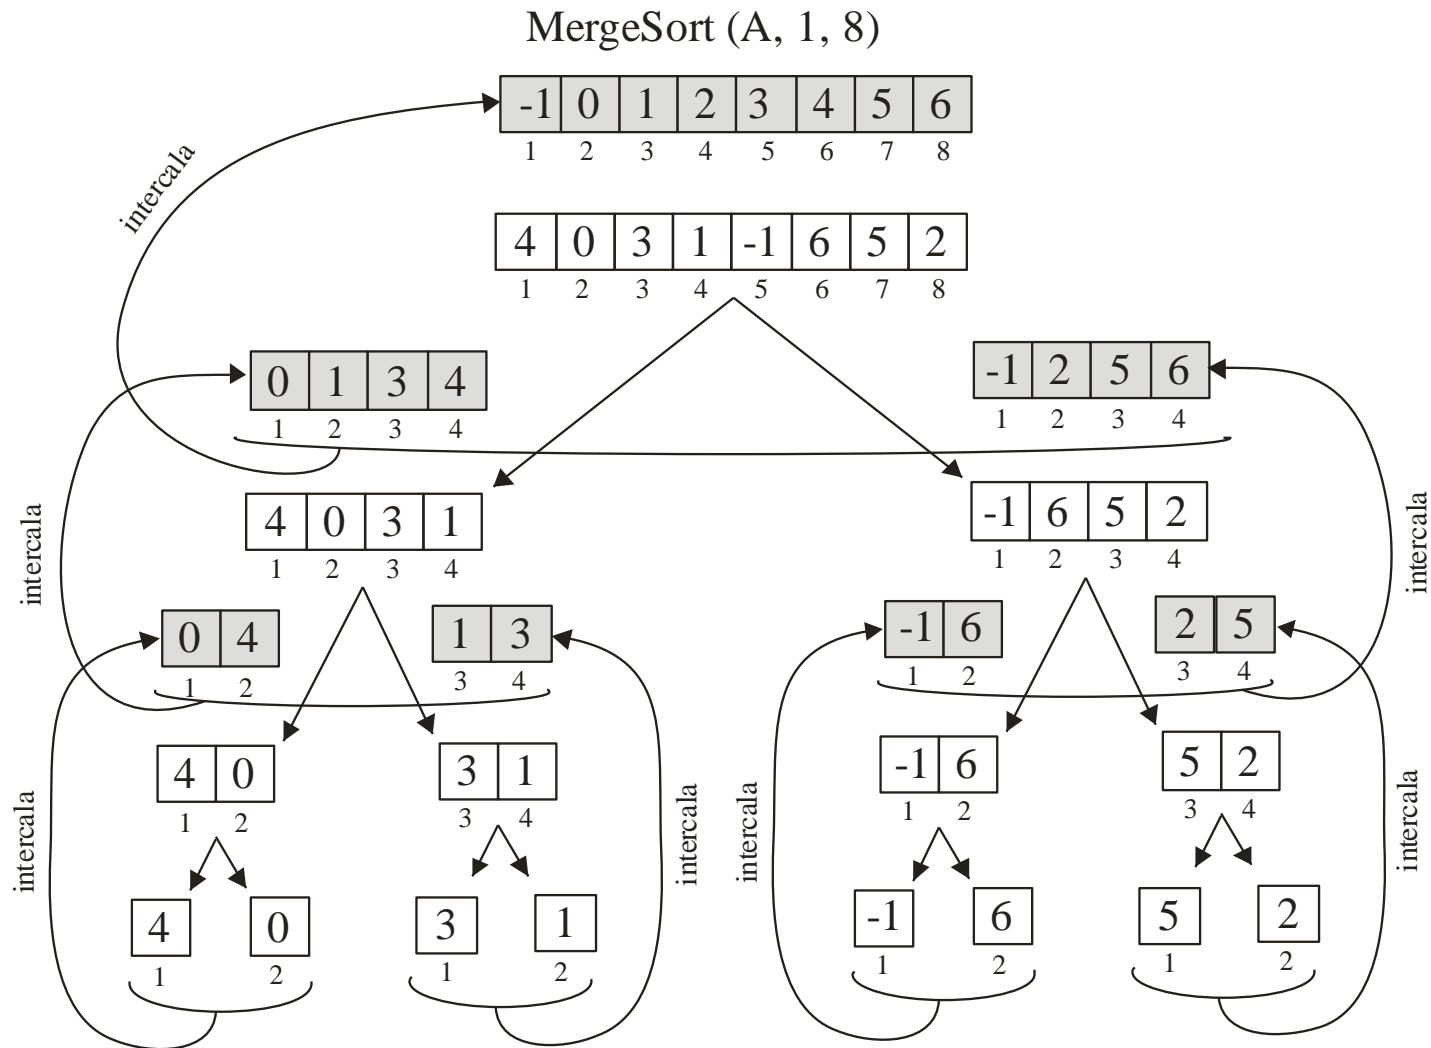 MergeSort (A, 1, 8)
-1 0 1 2 3 4 5 6
1 2 3 4 5 6 7 8
intercala
4 0 3 1 -1 6 5 2
1 2 3 4 5 6 7 8
0 1 3 4
1 2 3 4
-1 2 5 6
1 2 3 4
intercala
4 0 3 1
1 2 3 4
-1 6 5 2
1 2 3 4
intercala
0 4
1 2
1 3
3 4
-1 6
1 2
2 5
3 4
intercala
4 0
1 2
3 1
3 4
intercala
intercala
-1 6
1 2
5 2
3 4
intercala
4
1
0
2
3
1
1
2
-1
1
6
2
5
1
2
2